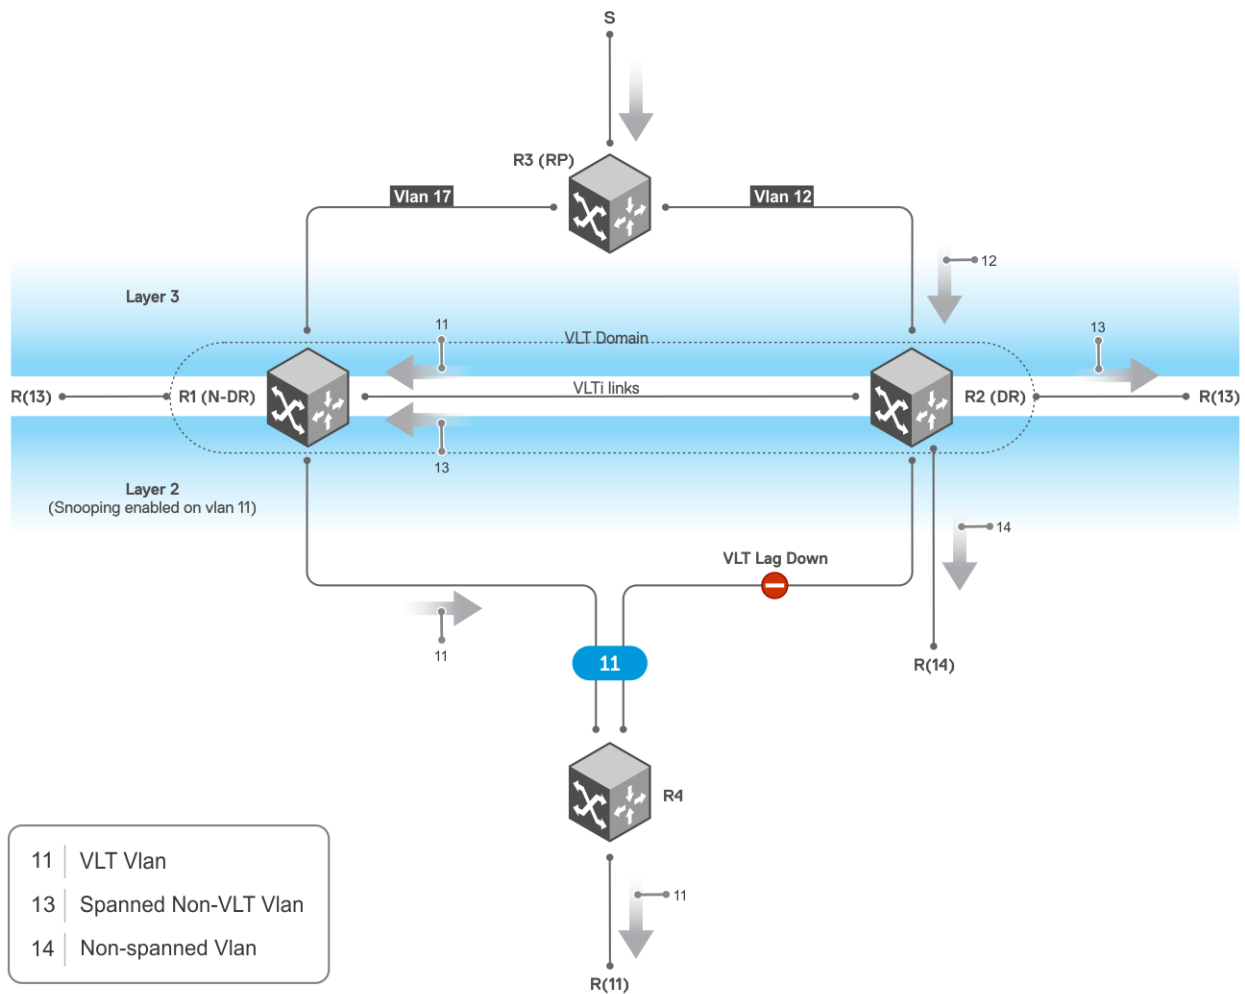 S
R3 (RP)
Vlan 17
Vlan 12
12
Layer 3
11
VLT Domain
13
R(13)
R1 (N-DR)
VLTi links
R2 (DR)
R(13)
13
Layer 2
(Snooping enabled on vlan 11)
14
VLT Lag Down
11
11
R(14)
R4
11 VLT Vlan
13 Spanned Non-VLT Vlan
14 Non-spanned Vlan
11
R(11)